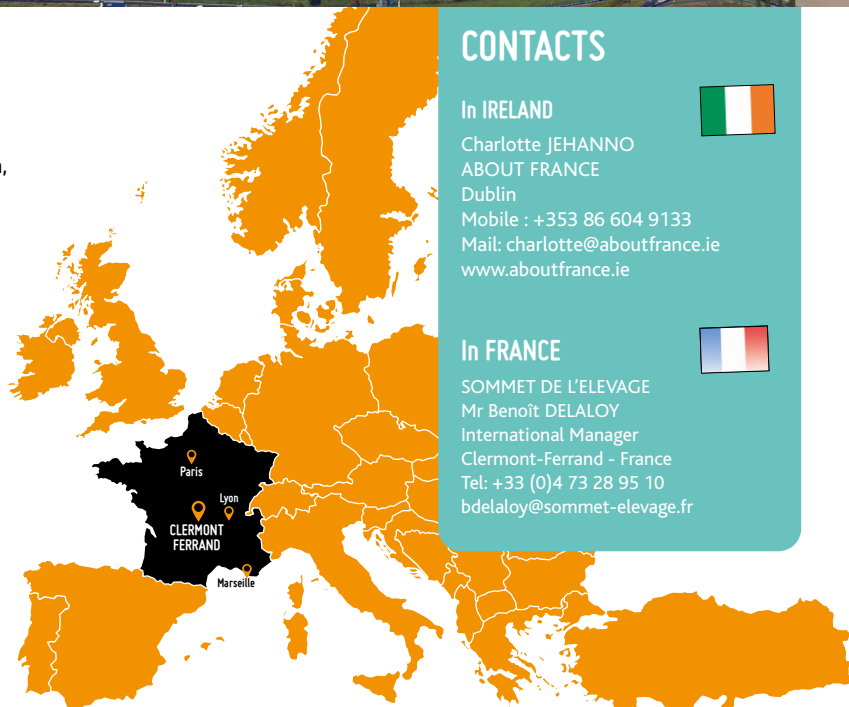 CONTACTS
In IRELAND
Charlotte JEHANNO
ABOUT FRANCE
Dublin
Mobile : +353 86 604 9133
Mail: charlotte@aboutfrance.ie
www.aboutfrance.ie
In FRANCE
SOMMET DE L'ELEVAGE
Mr Benoît DELALOY
International Manager
Clermont-Ferrand - France
Tel: +33 (0)4 73 28 95 10
bdelaloy@sommet-elevage.fr
Paris
Lyon
CLERMONT
FERRAND
Marseille